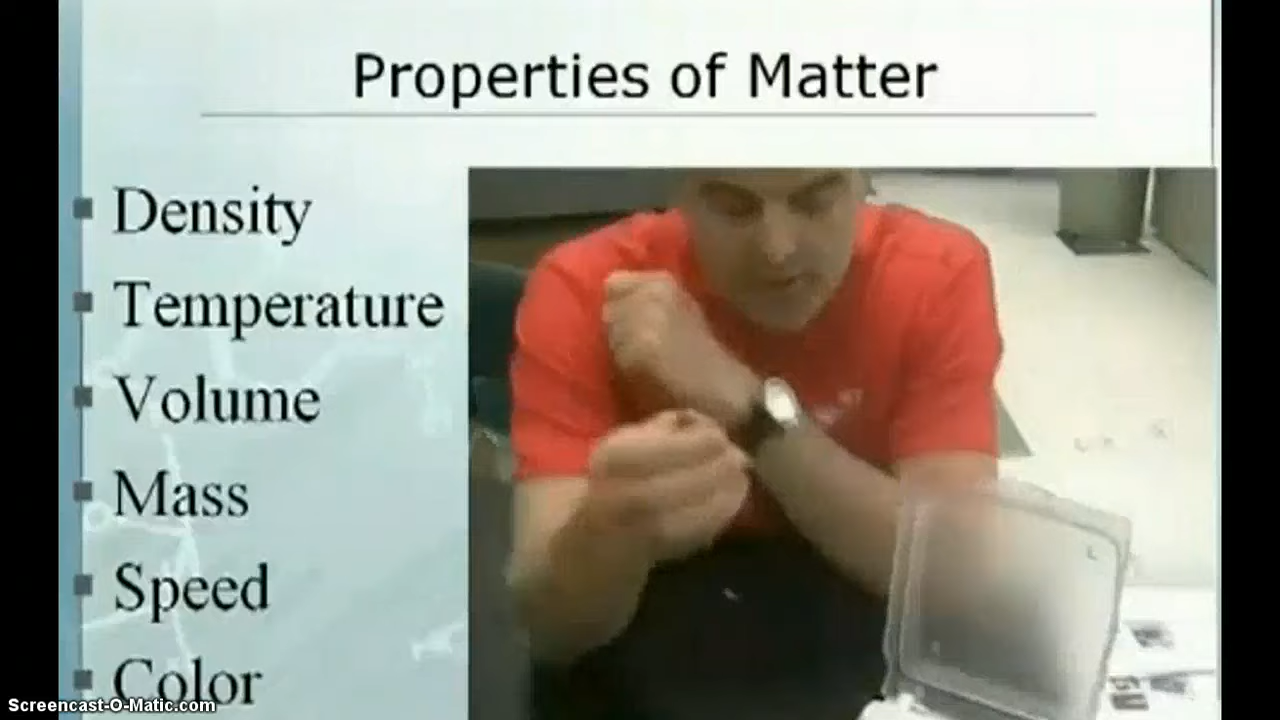 Properties of Matter
Density
Temperature
Volume
Mass
Speed
Color
Screencast-O-Matic.com